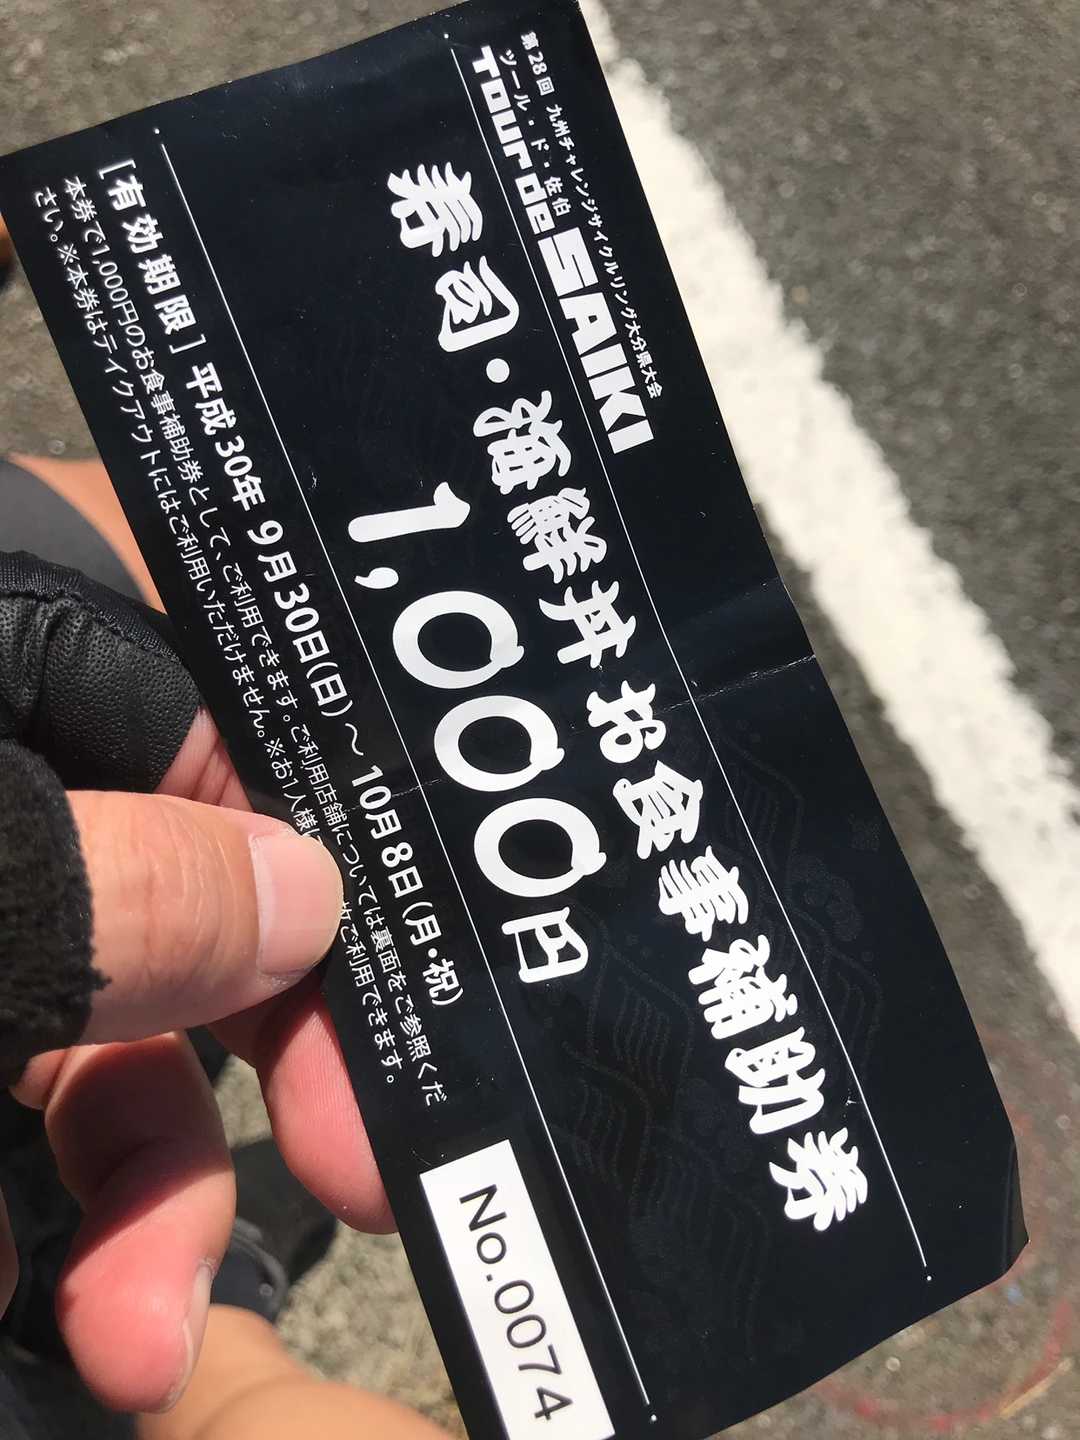 第28回 九州チャレンジサイクルリング大分県大会
ツール・ド・佐伯
Tour de SAIKI
寿司・海鮮丼 お食事補助券
1,000円
[有効期限] 平成30年 9月30日(日)～10月8日(月・祝)
本券で1,000円のお食事補助券として、ご利用できます。ご利用店舗については裏面をご参照くだ
さい。※本券はテイクアウトにはご利用いただけません。※お1人様に 枚ご利用できます。
No.0074